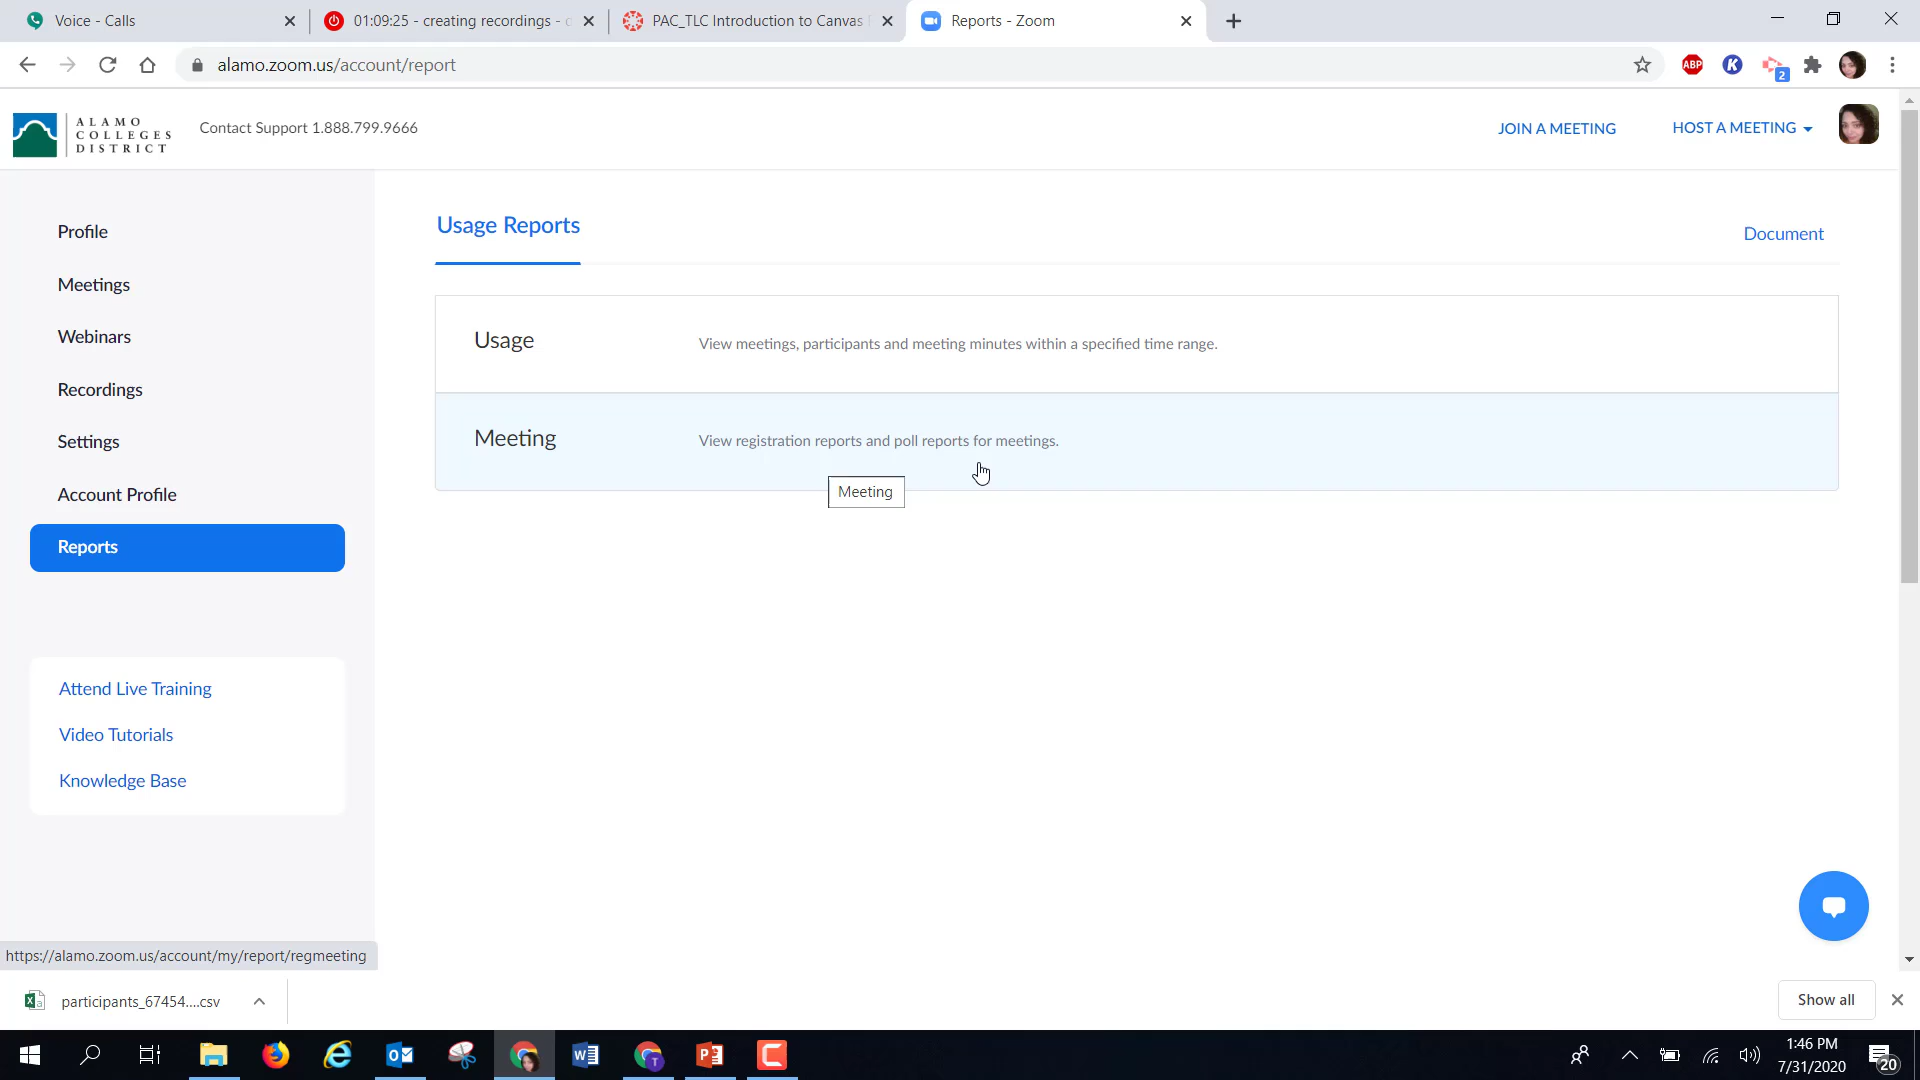 Voice - Calls
01:09:25 - creating recordings -
PAC_TLC Introduction to Canvas
Reports - Zoom
alamo.zoom.us/account/report
ABP
K
2
ALAMO
COLLEGES
DISTRICT
Contact Support 1.888.799.9666
JOIN A MEETING
HOST A MEETING
Profile
Meetings
Webinars
Recordings
Settings
Account Profile
Reports
Attend Live Training
Video Tutorials
Knowledge Base
Usage Reports
Document
Usage
View meetings, participants and meeting minutes within a specified time range.
Meeting
View registration reports and poll reports for meetings.
Meeting
https://alamo.zoom.us/account/my/report/regmeeting
participants_67454....csv
Show all
1:46 PM
7/31/2020
20